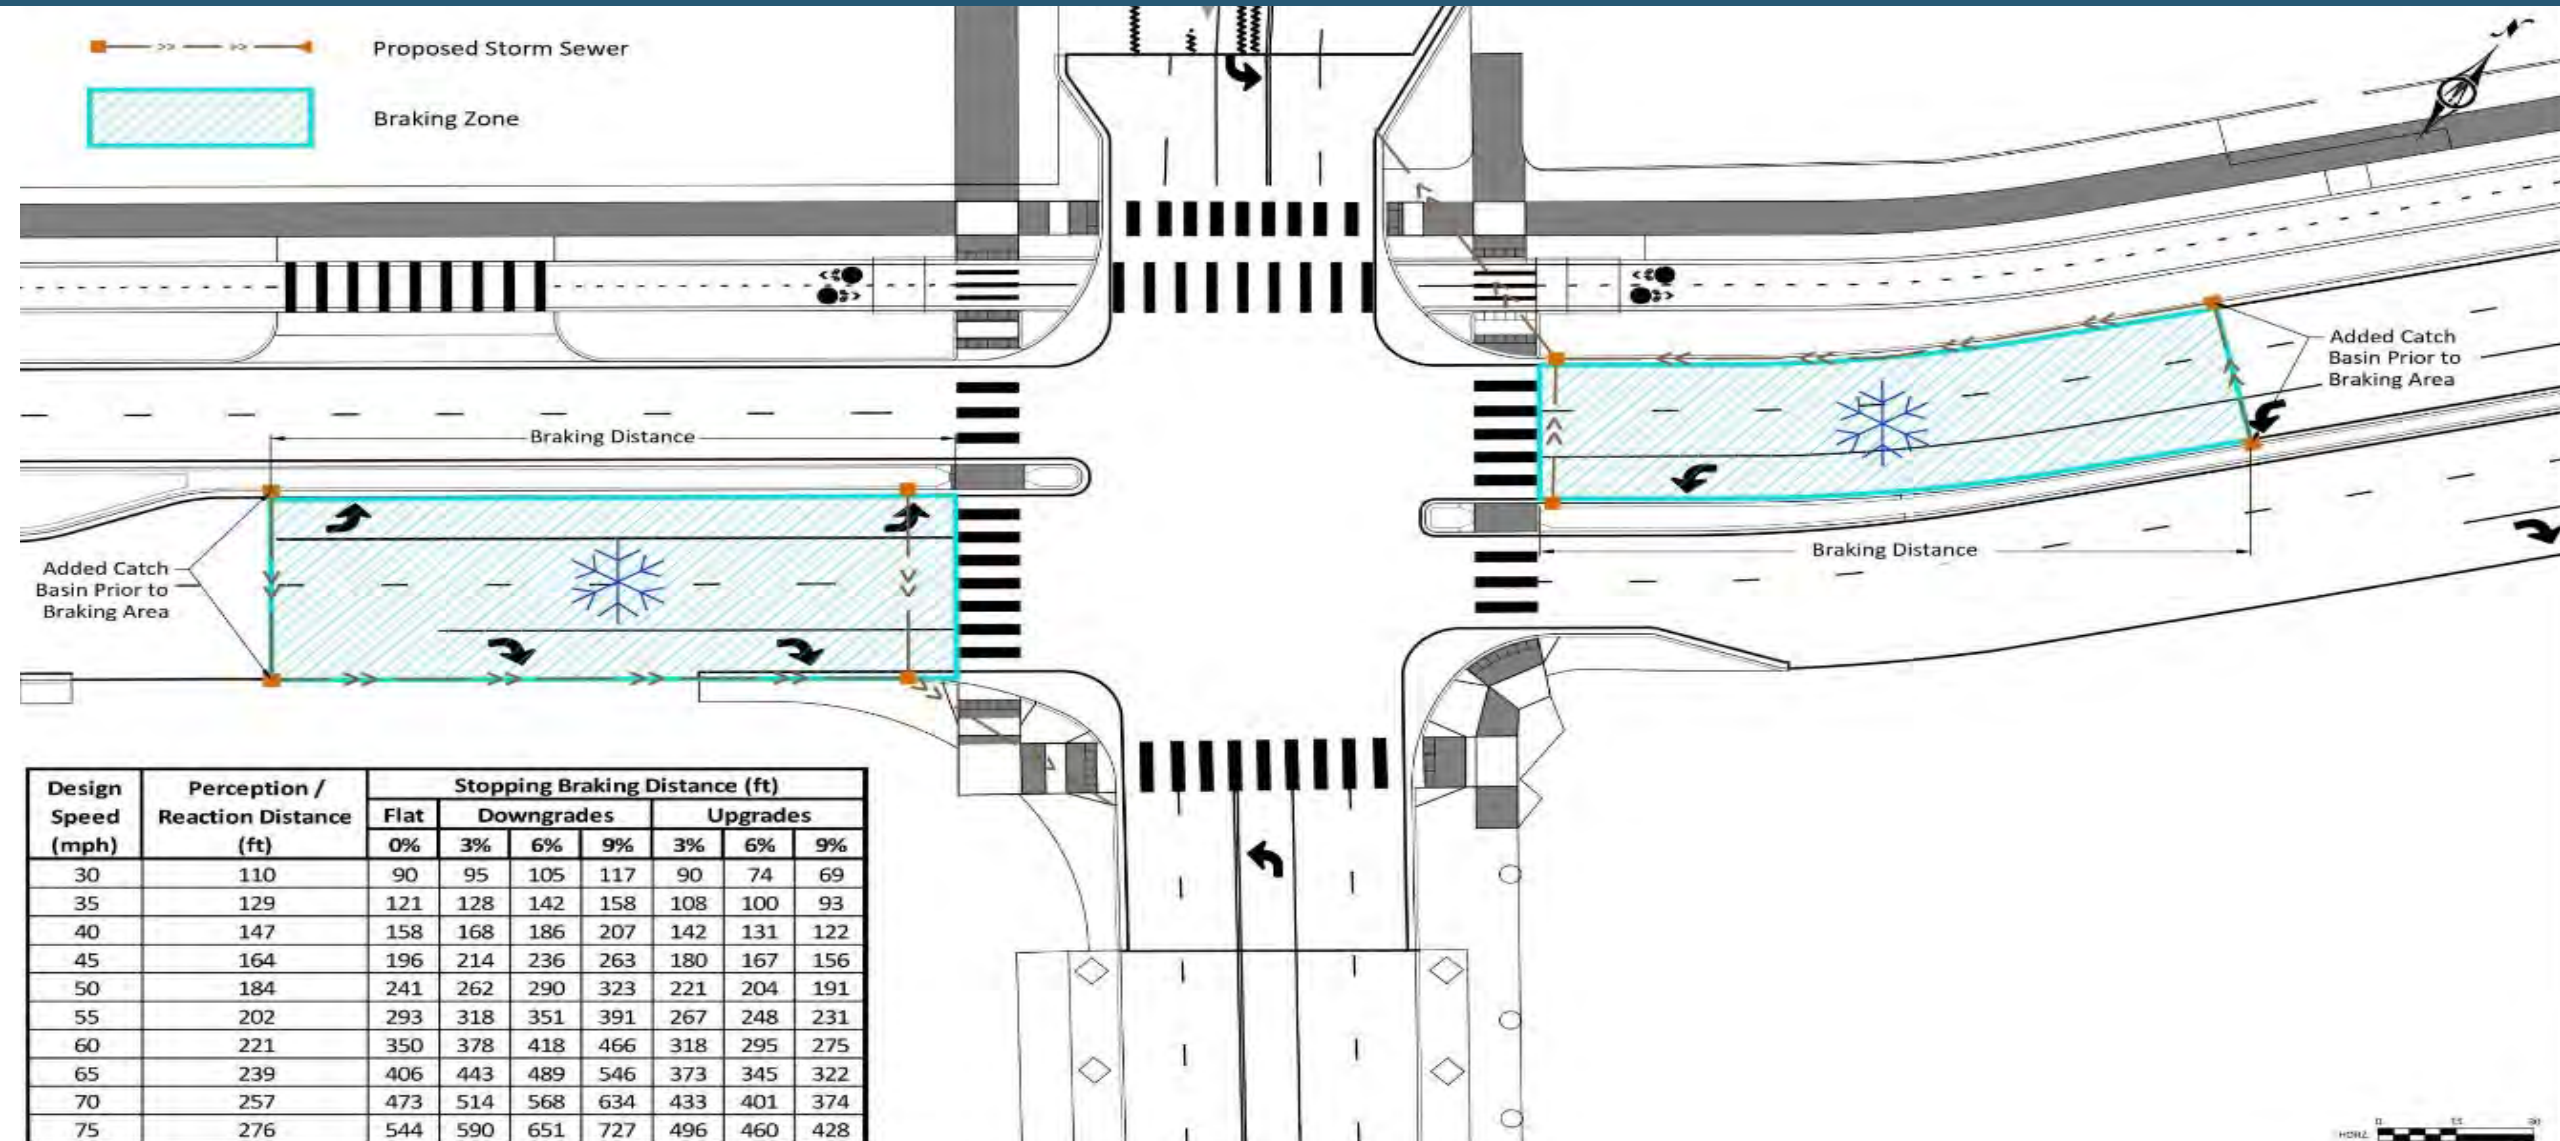 Proposed Storm Sewer
Braking Zone
N
Added Catch
Basin Prior to
Braking Area
Braking Distance
Braking Distance
Added Catch
Basin Prior to
Braking Area
Design Speed (mph) Perception / Reaction Distance (ft) Stopping Braking Distance (ft)
Flat Downgrades Upgrades
0% 3% 6% 9% 3% 6% 9%
30 110 90 95 105 117 90 74 69
35 129 121 128 142 158 108 100 93
40 147 158 168 186 207 142 131 122
45 164 196 214 236 263 180 167 156
50 184 241 262 290 323 221 204 191
55 202 293 318 351 391 267 248 231
60 221 350 378 418 466 318 295 275
65 239 406 443 489 546 373 345 322
70 257 473 514 568 634 433 401 374
75 276 544 590 651 727 496 460 428